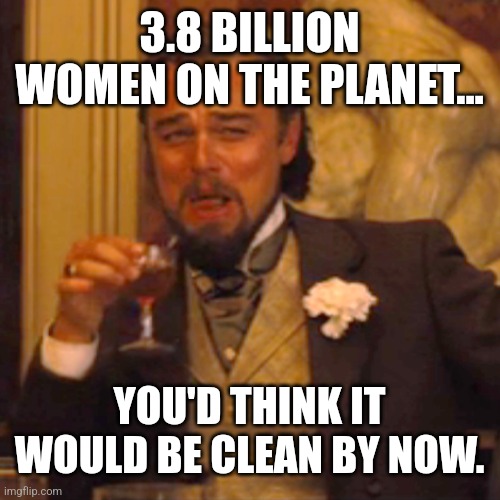 3.8 BILLION
WOMEN ON THE PLANET...
YOU'D THINK IT
WOULD BE CLEAN BY NOW.
imgflip.com